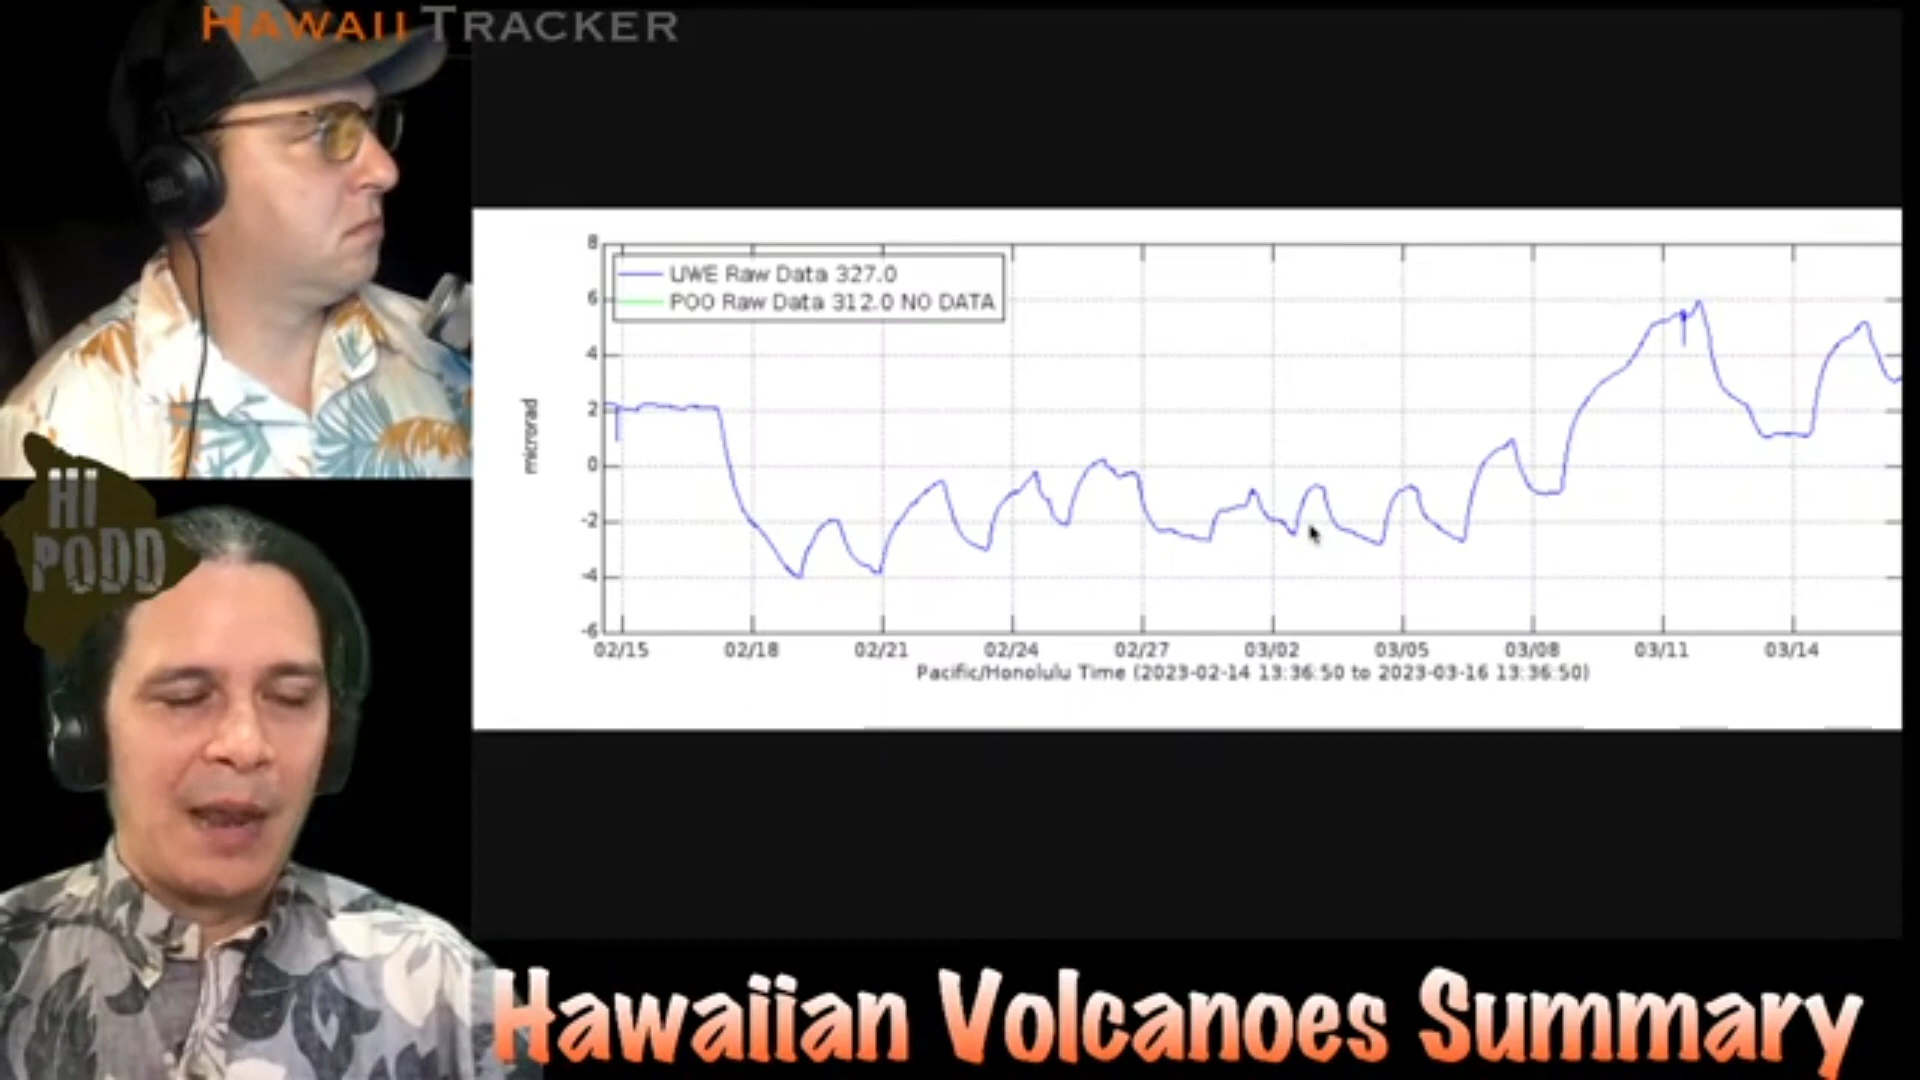 HAWAII TRACKER
HI
PODD
8
UWE Raw Data 327.0
POO Raw Data 312.0 NO DATA
6
4
2
0
-2
-4
-6
microrad
02/15 02/18 02/21 02/24 02/27 03/02 03/05 03/08 03/11 03/14
Pacific/Honolulu Time (2023-02-14 13:36:50 to 2023-03-16 13:36:50)
Hawaiian Volcanoes Summary